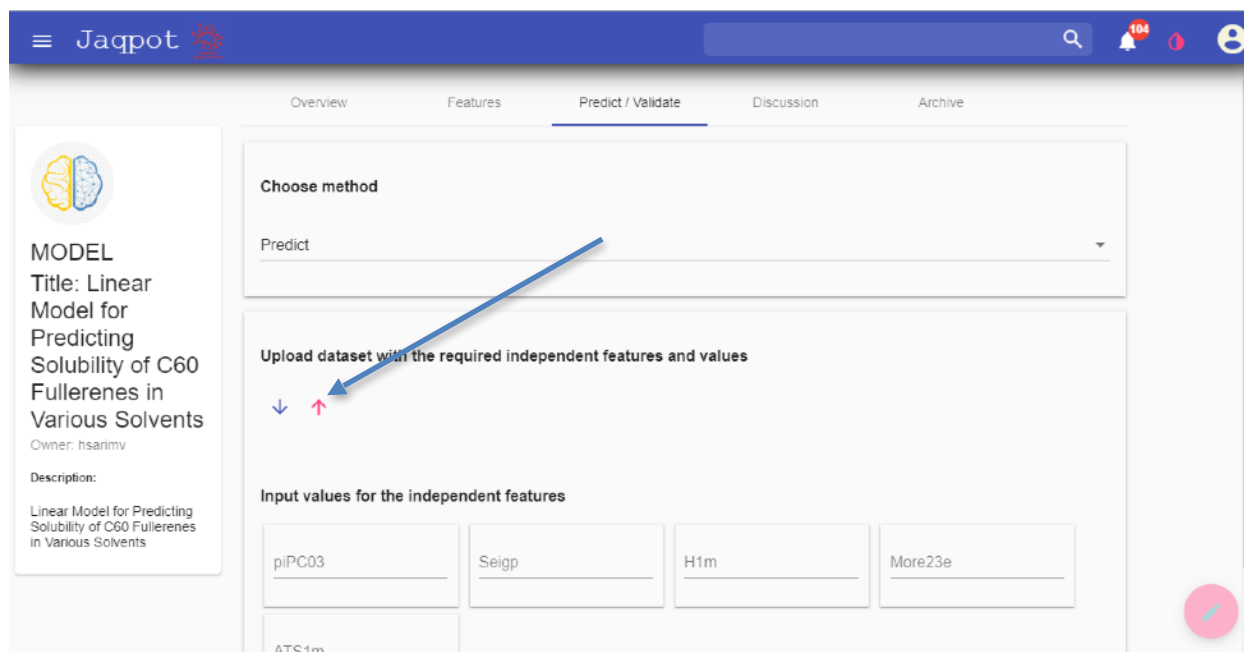 Jaqpot
104
Overview Features Predict / Validate Discussion Archive
MODEL
Title: Linear
Model for
Predicting
Solubility of C60
Fullerenes in
Various Solvents
Owner: hsarimv
Description:
Linear Model for Predicting
Solubility of C60 Fullerenes
in Various Solvents
Choose method
Predict
Upload dataset with the required independent features and values
Input values for the independent features
piPC03 Seigp H1m More23e
ATS1m